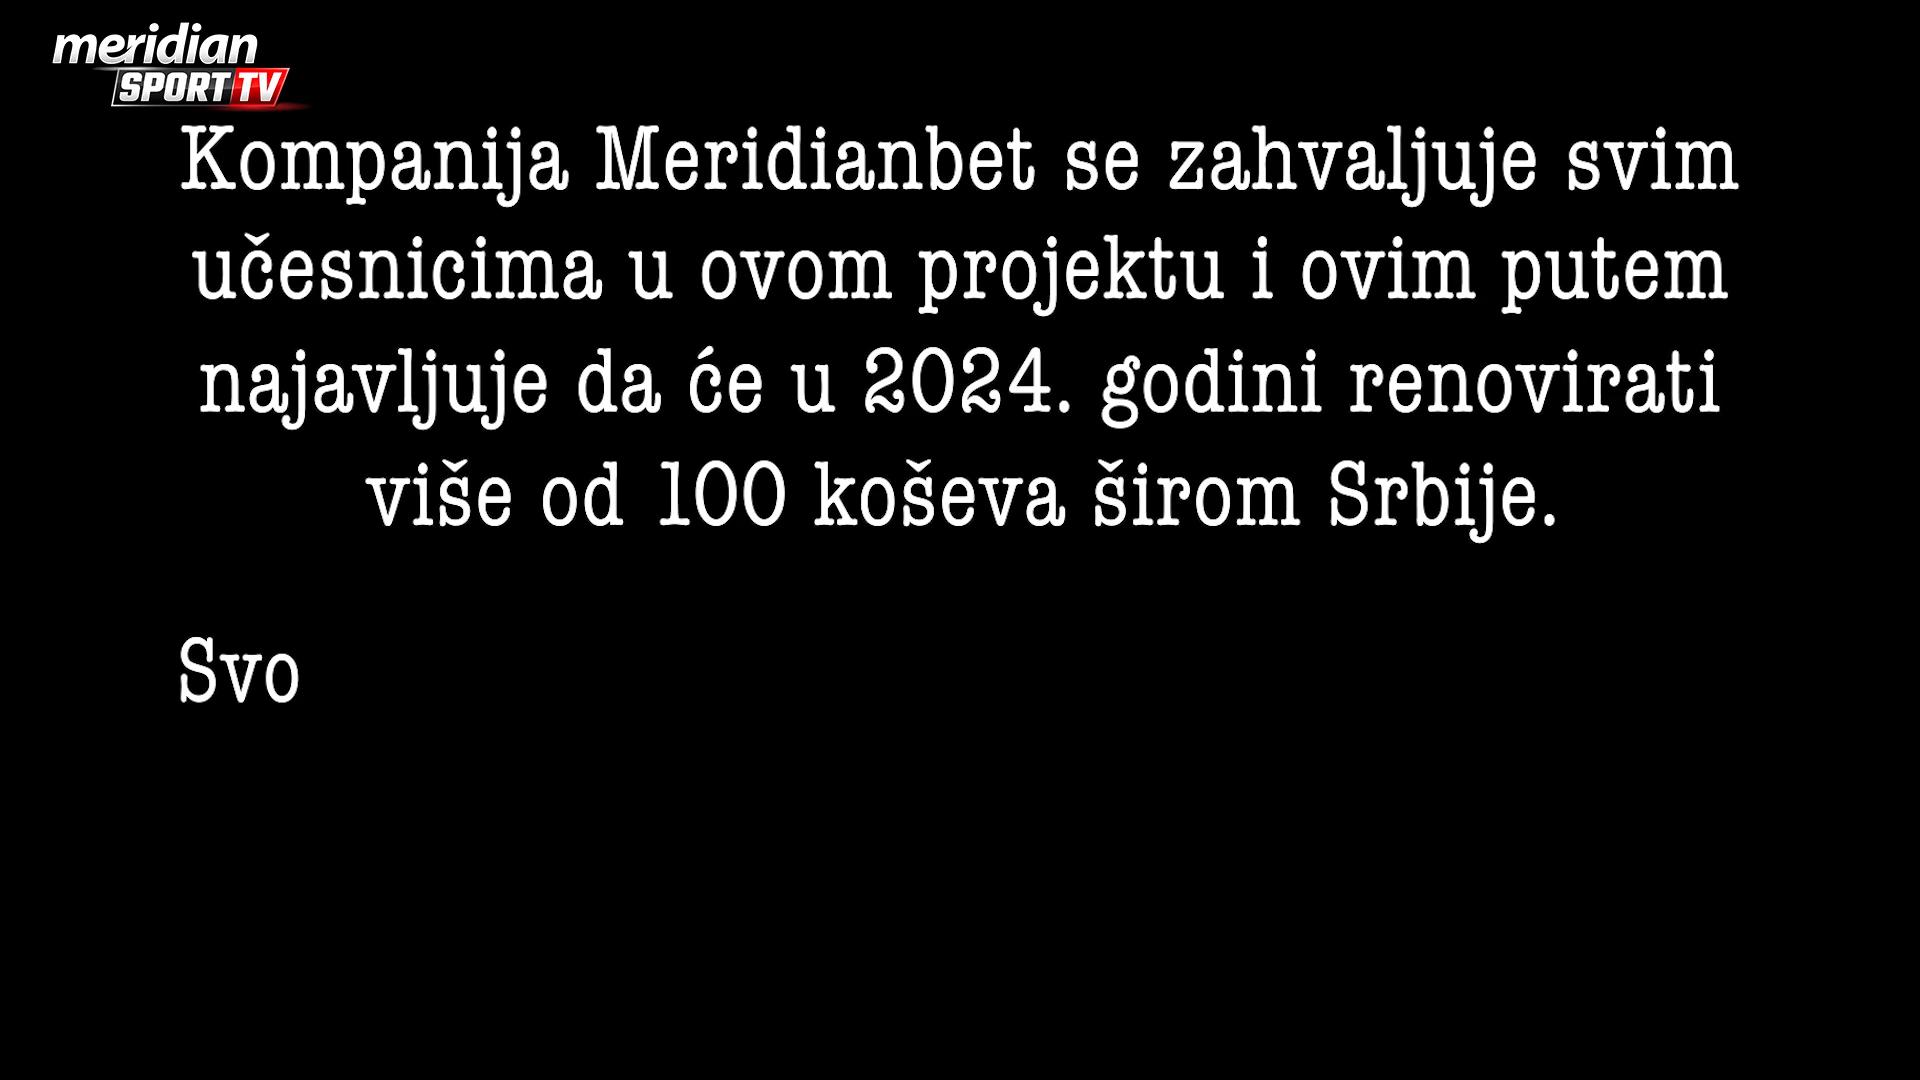 meridian
SPORT TV
Kompanija Meridianbet se zahvaljuje svim
učesnicima u ovom projektu i ovim putem
najavljuje da će u 2024. godini renovirati
više od 100 koševa širom Srbije.
Svo